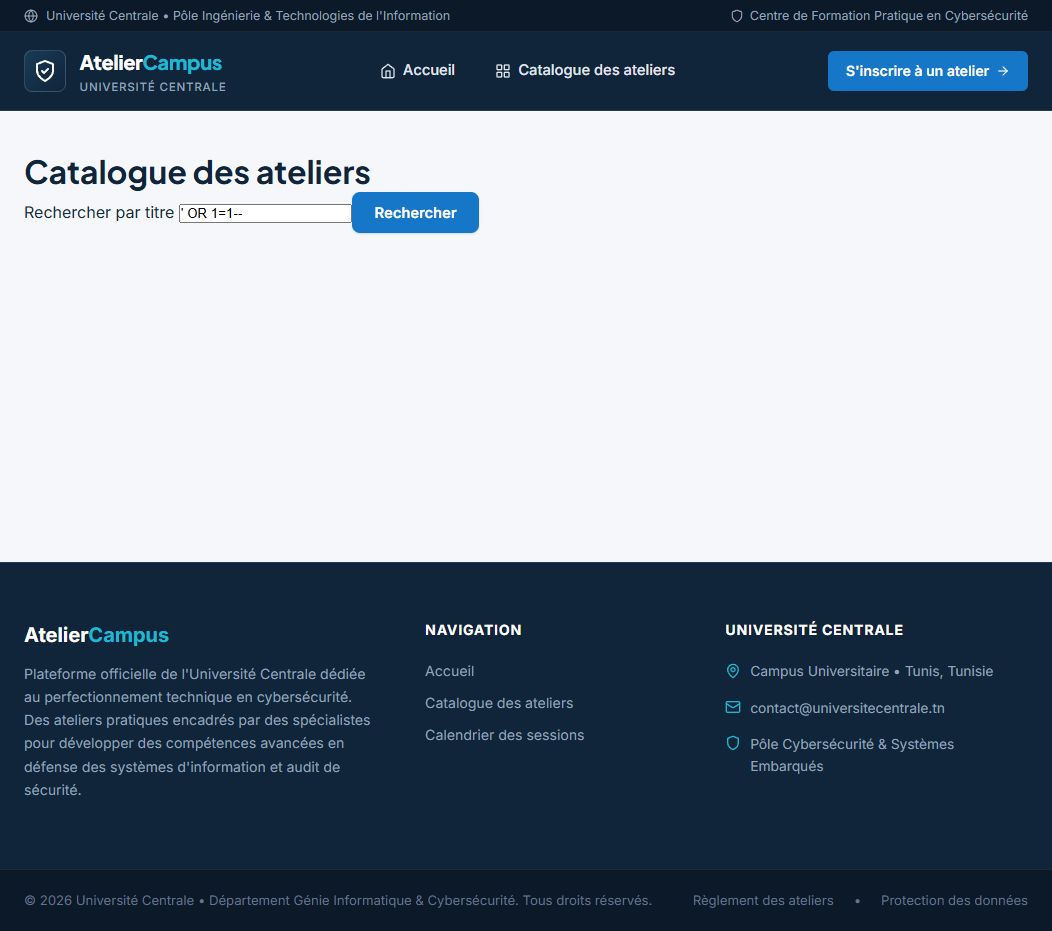 Université Centrale • Pôle Ingénierie & Technologies de l'Information
Centre de Formation Pratique en Cybersécurité
AtelierCampus
UNIVERSITÉ CENTRALE
Accueil
Catalogue des ateliers
S'inscrire à un atelier →
Catalogue des ateliers
Rechercher par titre ' OR 1=1-- Rechercher
AtelierCampus
Plateforme officielle de l'Université Centrale dédiée
au perfectionnement technique en cybersécurité.
Des ateliers pratiques encadrés par des spécialistes
pour développer des compétences avancées en
défense des systèmes d'information et audit de
sécurité.
NAVIGATION
Accueil
Catalogue des ateliers
Calendrier des sessions
UNIVERSITÉ CENTRALE
Campus Universitaire • Tunis, Tunisie
contact@universitecentrale.tn
Pôle Cybersécurité & Systèmes
Embarqués
© 2026 Université Centrale • Département Génie Informatique & Cybersécurité. Tous droits réservés.
Règlement des ateliers • Protection des données